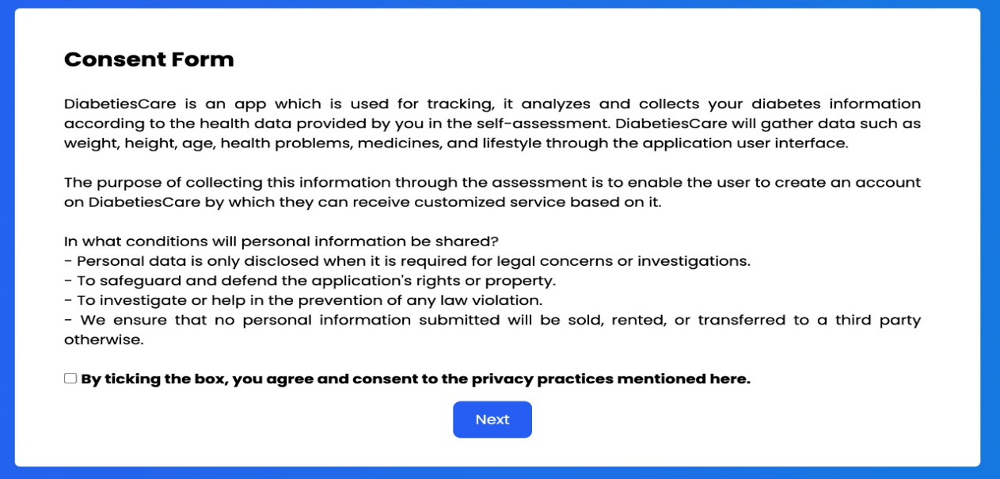 Consent Form
DiabetiesCare is an app which is used for tracking, it analyzes and collects your diabetes information
according to the health data provided by you in the self-assessment. DiabetiesCare will gather data such as
weight, height, age, health problems, medicines, and lifestyle through the application user interface.
The purpose of collecting this information through the assessment is to enable the user to create an account
on DiabetiesCare by which they can receive customized service based on it.
In what conditions will personal information be shared?
- Personal data is only disclosed when it is required for legal concerns or investigations.
- To safeguard and defend the application's rights or property.
- To investigate or help in the prevention of any law violation.
- We ensure that no personal information submitted will be sold, rented, or transferred to a third party
otherwise.
By ticking the box, you agree and consent to the privacy practices mentioned here.
Next